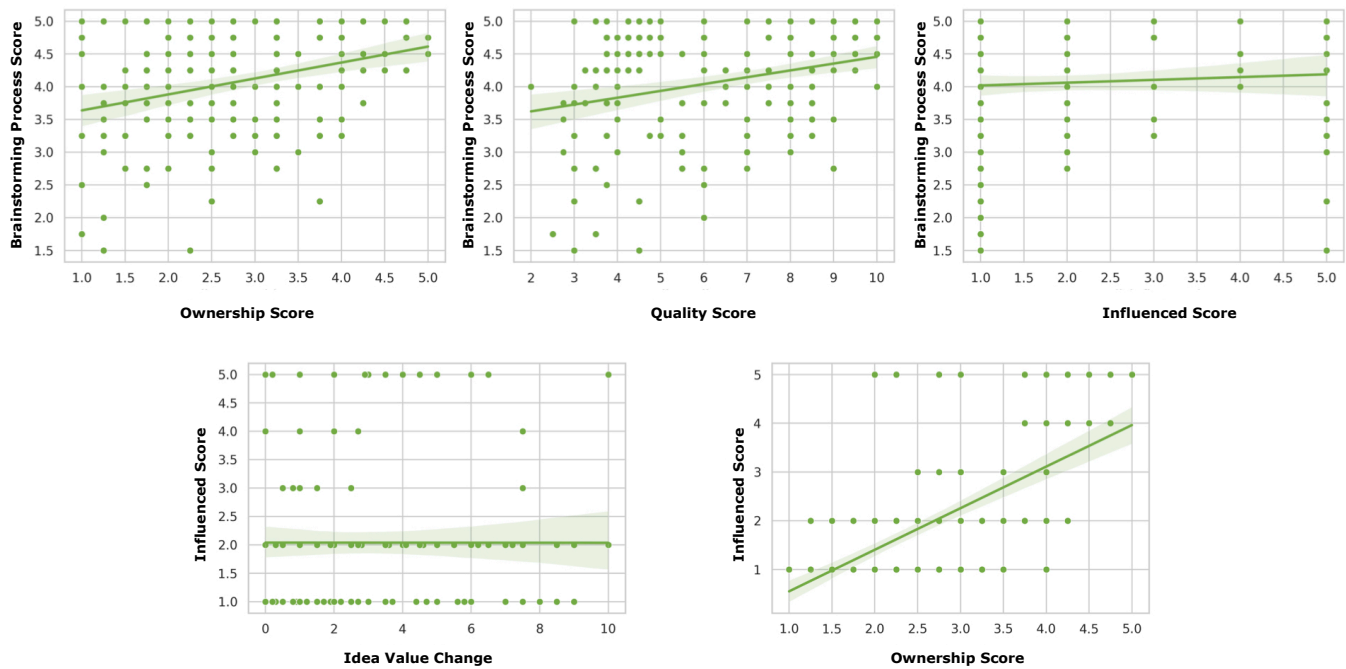 Brainstorming Process Score
5.0
4.5
4.0
3.5
3.0
2.5
2.0
1.5
1.0 1.5 2.0 2.5 3.0 3.5 4.0 4.5 5.0
Ownership Score
Brainstorming Process Score
5.0
4.5
4.0
3.5
3.0
2.5
2.0
1.5
2 3 4 5 6 7 8 9 10
Quality Score
Brainstorming Process Score
5.0
4.5
4.0
3.5
3.0
2.5
2.0
1.5
1.0 1.5 2.0 2.5 3.0 3.5 4.0 4.5 5.0
Influenced Score
Influenced Score
5.0
4.5
4.0
3.5
3.0
2.5
2.0
1.5
1.0
0 2 4 6 8 10
Idea Value Change
Influenced Score
5
4
3
2
1
1.0 1.5 2.0 2.5 3.0 3.5 4.0 4.5 5.0
Ownership Score